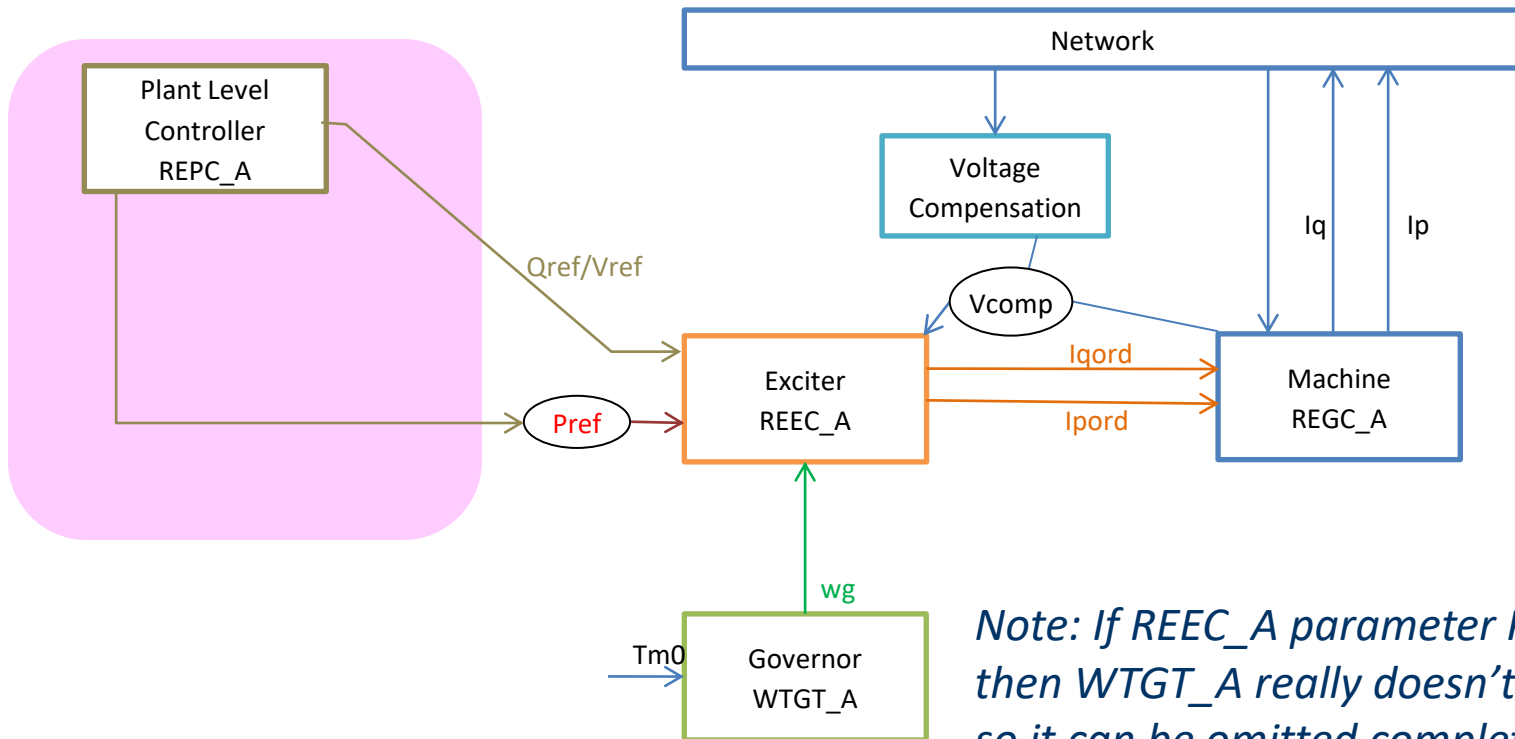 Network
Plant Level
Controller
REPC_A
Voltage
Compensation
Iq
Ip
Qref/Vref
Vcomp
Iqord
Exciter
REEC_A
Machine
REGC_A
Pref
Ipord
wg
Tm0
Governor
WTGT_A
Note: If REEC_A parameter
then WTGT_A really doesn’t
so it can be omitted